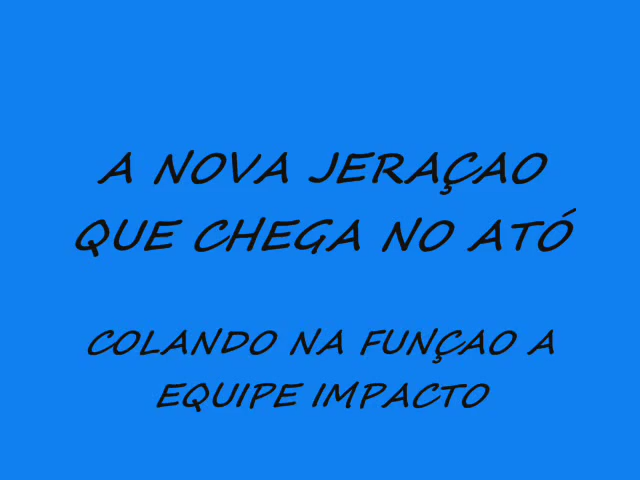 A NOVA JERAÇAO
QUE CHEGA NO ATÓ
COLANDO NA FUNÇAO A
EQUIPE IMPACTO